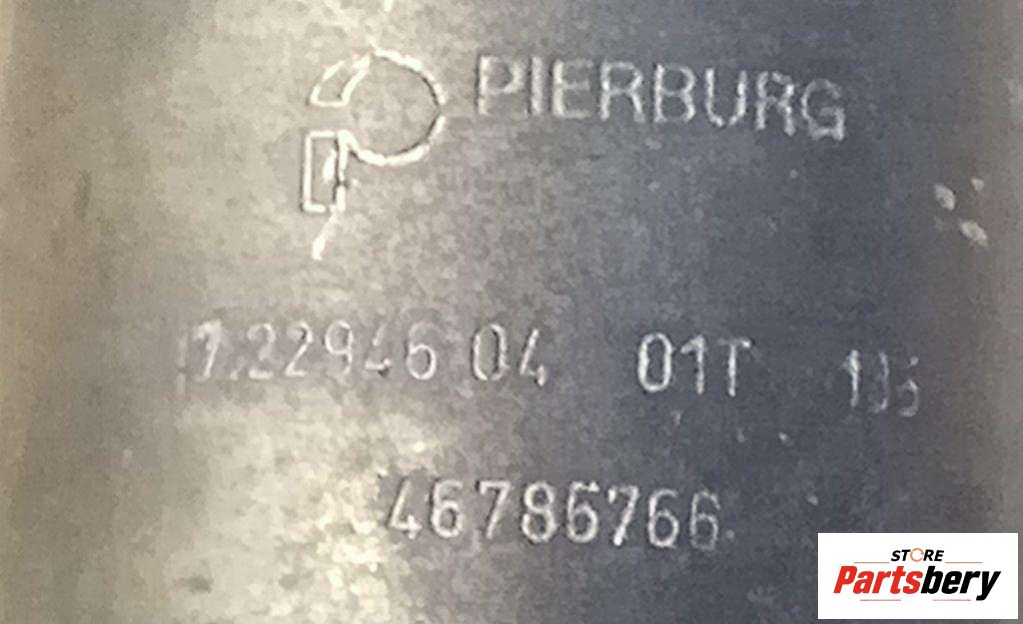 PIERBURG
7.22946 04 01T
46786766
STORE
Partsbery